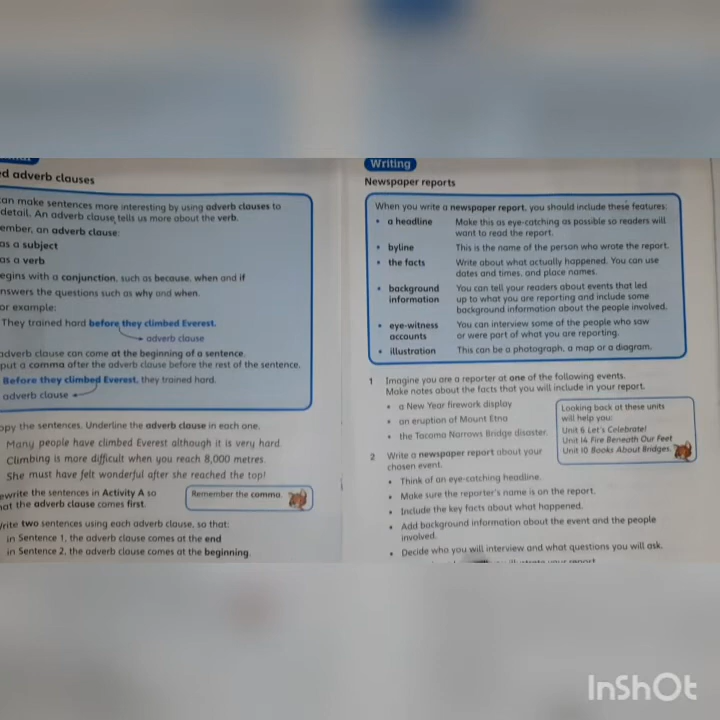 ed adverb clauses
can make sentences more interesting by using adverb clauses to
detail. An adverb clause tells us more about the verb.
ember, an adverb clause:
as a subject
as a verb
egins with a conjunction, such as because, when and if
nswers the questions such as why and when.
or example:
They trained hard before they climbed Everest.
adverb clause
adverb clause can come at the beginning of a sentence.
put a comma after the adverb clause before the rest of the sentence.
Before they climbed Everest, they trained hard.
adverb clause
opy the sentences. Underline the adverb clause in each one.
Many people have climbed Everest although it is very hard.
Climbing is more difficult when you reach 8,000 metres.
She must have felt wonderful after she reached the top!
ewrite the sentences in Activity A so
hat the adverb clause comes first.
Remember the comma.
Write two sentences using each adverb clause, so that:
in Sentence 1, the adverb clause comes at the end
in Sentence 2, the adverb clause comes at the beginning.
Writing
Newspaper reports
When you write a newspaper report, you should include these features:
• a headline Make this as eye-catching as possible so readers will
want to read the report.
• byline This is the name of the person who wrote the report.
• the facts Write about what actually happened. You can use
dates and times, and place names.
• background You can tell your readers about events that led
information up to what you are reporting and include some
background information about the people involved.
• eye-witness You can interview some of the people who saw
accounts or were part of what you are reporting.
• illustration This can be a photograph, a map or a diagram.
1 Imagine you are a reporter at one of the following events.
Make notes about the facts that you will include in your report.
• a New Year firework display
• an eruption of Mount Etna
• the Tacoma Narrows Bridge disaster.
Looking back at these units
will help you:
Unit 6 Let's Celebrate!
Unit 14 Fire Beneath Our Feet
Unit 10 Books About Bridges.
2 Write a newspaper report about your
chosen event.
• Think of an eye-catching headline.
• Make sure the reporter's name is on the report.
• Include the key facts about what happened.
• Add background information about the event and the people
involved.
• Decide who you will interview and what questions you will ask.
InShOt